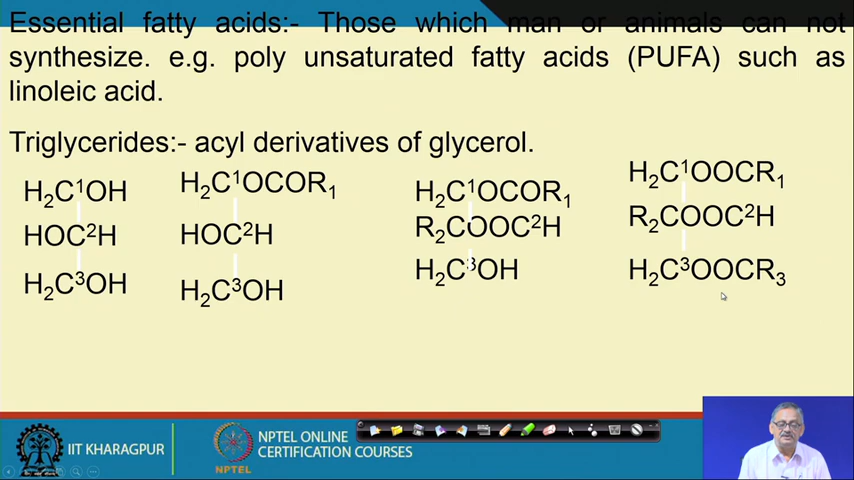 Essential fatty acids:- Those which man or animals can not
synthesize. e.g. poly unsaturated fatty acids (PUFA) such as
linoleic acid.
Triglycerides:- acyl derivatives of glycerol.
H₂C¹OH
HOC²H
H₂C³OH
H₂C¹OCOR₁
HOC²H
H₂C³OH
H₂C¹OCOR₁
R₂COOC²H
H₂C³OH
H₂C¹OOCR₁
R₂COOC²H
H₂C³OOCR₃
IIT KHARAGPUR
NPTEL
NPTEL ONLINE
CERTIFICATION COURSES